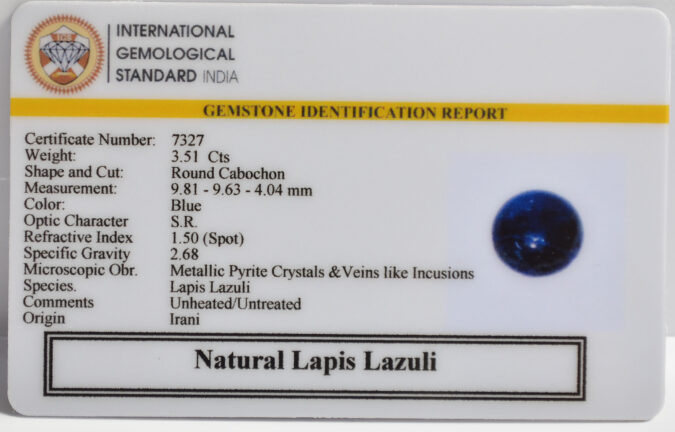 IGS
INTERNATIONAL
GEMOLOGICAL
STANDARD INDIA
GEMSTONE IDENTIFICATION REPORT
Certificate Number: 7327
Weight: 3.51 Cts
Shape and Cut: Round Cabochon
Measurement: 9.81 - 9.63 - 4.04 mm
Color: Blue
Optic Character S.R.
Refractive Index 1.50 (Spot)
Specific Gravity 2.68
Microscopic Obr. Metallic Pyrite Crystals &Veins like Incusions
Species. Lapis Lazuli
Comments Unheated/Untreated
Origin Irani
Natural Lapis Lazuli